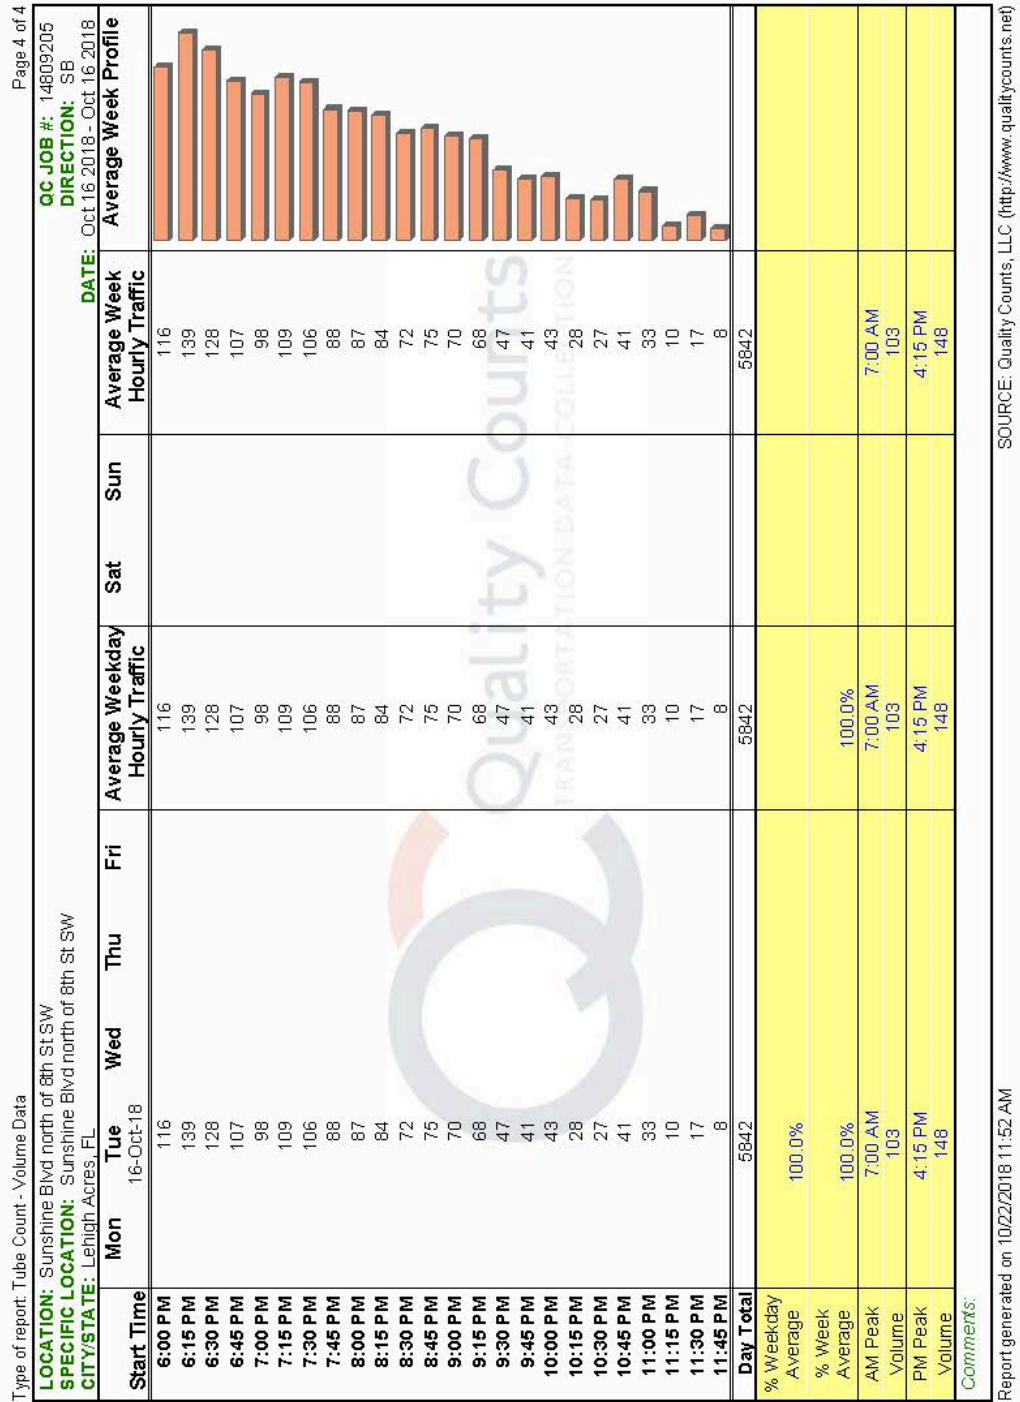 Type of report: Tube Count - Volume Data Page 4 of 4
LOCATION: Sunshine Blvd north of 8th St SW QC JOB #: 14809205
SPECIFIC LOCATION: Sunshine Blvd north of 8th St SW DIRECTION: SB
CITY/STATE: Lehigh Acres, FL DATE: Oct 16 2018 - Oct 16 2018
Start Time Mon Tue Wed Thu Fri Average Weekday Hourly Traffic Sat Sun Average Week Hourly Traffic Average Week Profile
16-Oct-18
6:00 PM 116 116 116
6:15 PM 139 139 139
6:30 PM 128 128 128
6:45 PM 107 107 107
7:00 PM 98 98 98
7:15 PM 109 109 109
7:30 PM 106 106 106
7:45 PM 88 88 88
8:00 PM 87 87 87
8:15 PM 84 84 84
8:30 PM 72 72 72
8:45 PM 75 75 75
9:00 PM 70 70 70
9:15 PM 68 68 68
9:30 PM 47 47 47
9:45 PM 41 41 41
10:00 PM 43 43 43
10:15 PM 28 28 28
10:30 PM 27 27 27
10:45 PM 41 41 41
11:00 PM 33 33 33
11:15 PM 10 10 10
11:30 PM 17 17 17
11:45 PM 8 8 8
Day Total 5842 5842 5842
% Weekday Average 100.0%
% Week Average 100.0% 100.0%
AM Peak 7:00 AM 7:00 AM 7:00 AM
Volume 103 103 103
PM Peak 4:15 PM 4:15 PM 4:15 PM
Volume 148 148 148
Comments:
Report generated on 10/22/2018 11:52 AM SOURCE: Quality Counts, LLC (http://www.qualitycounts.net)
QC Quality Counts
TRANSPORTATION DATA COLLECTION